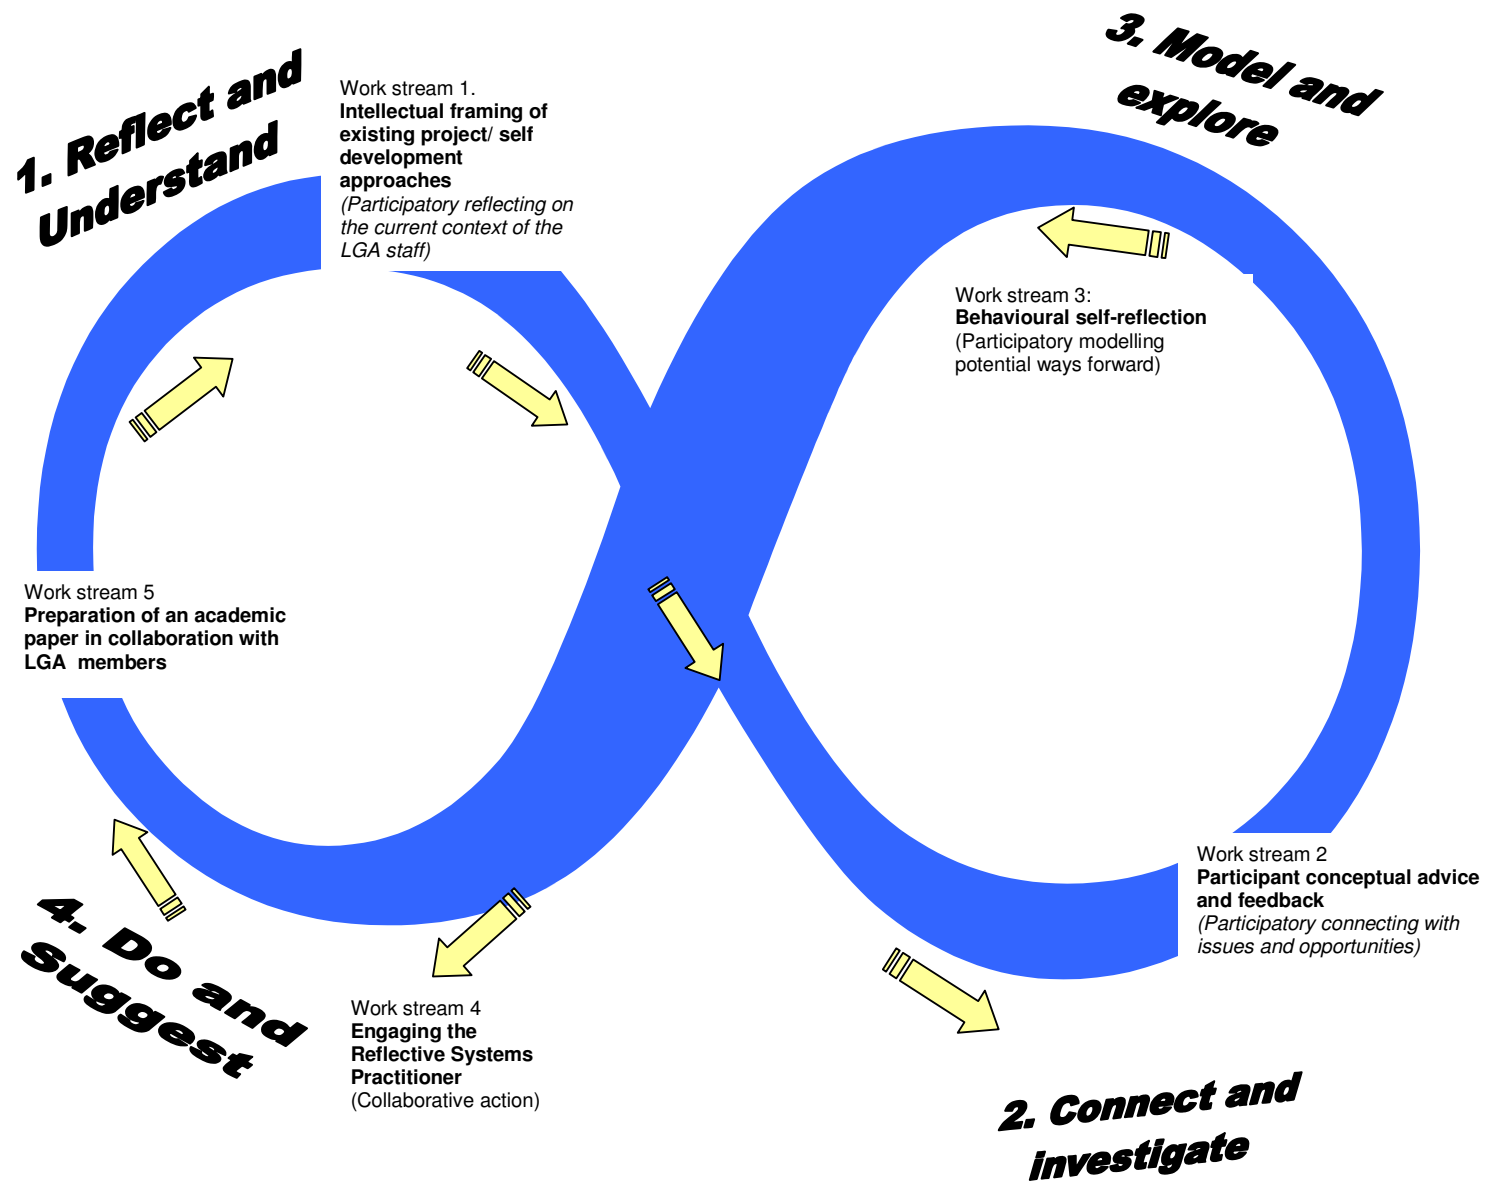 1. Reflect and
Understand
Work stream 1.
Intellectual framing of
existing project/ self
development
approaches
(Participatory reflecting on
the current context of the
LGA staff)
3. Model and
explore
Work stream 3:
Behavioural self-reflection
(Participatory modelling
potential ways forward)
Work stream 5
Preparation of an academic
paper in collaboration with
LGA  members
Work stream 2
Participant conceptual advice
and feedback
(Participatory connecting with
issues and opportunities)
4. Do and
Suggest
Work stream 4
Engaging the
Reflective Systems
Practitioner
(Collaborative action)
2. Connect and
investigate